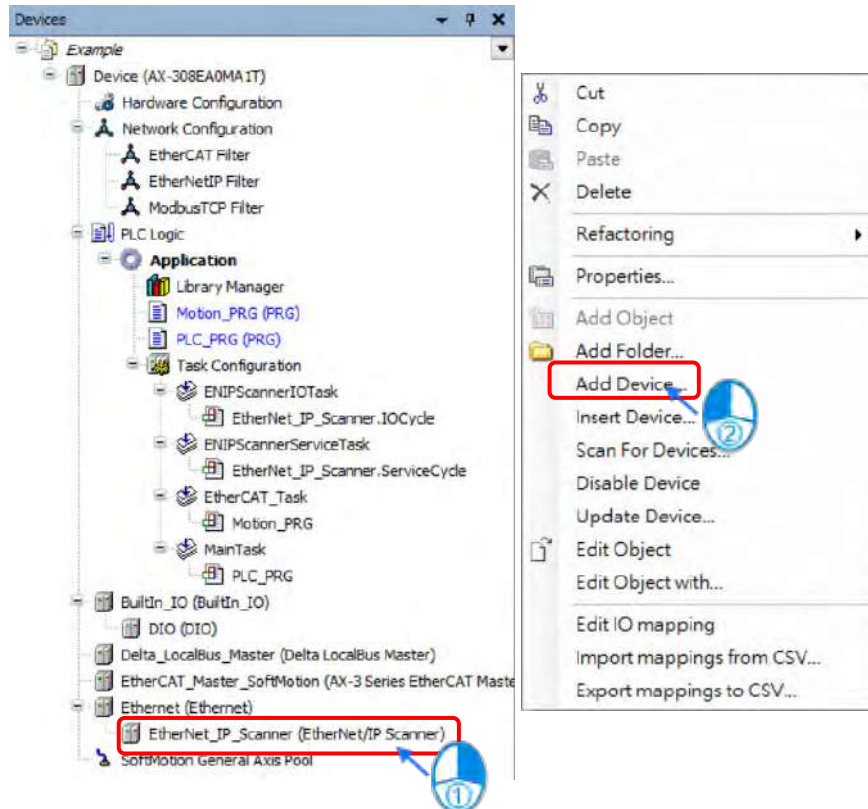 Devices
Example
Device (AX-308EA0MA1T)
Hardware Configuration
Network Configuration
EtherCAT Filter
EtherNetIP Filter
ModbusTCP Filter
PLC Logic
Application
Library Manager
Motion_PRG (PRG)
PLC_PRG (PRG)
Task Configuration
ENIPScannerIOTask
EtherNet_IP_Scanner.IOCycle
ENIPScannerServiceTask
EtherNet_IP_Scanner.ServiceCycle
EtherCAT_Task
Motion_PRG
MainTask
PLC_PRG
BuiltIn_IO (BuiltIn_IO)
DIO (DIO)
Delta_LocalBus_Master (Delta LocalBus Master)
EtherCAT_Master_SoftMotion (AX-3 Series EtherCAT Maste
Ethernet (Ethernet)
EtherNet_IP_Scanner (EtherNet/IP Scanner)
SoftMotion General Axis Pool
①
Cut
Copy
Paste
Delete
Refactoring
Properties...
Add Object
Add Folder...
Add Device...
Insert Device...
②
Scan For Devices...
Disable Device
Update Device...
Edit Object
Edit Object with...
Edit IO mapping
Import mappings from CSV...
Export mappings to CSV...